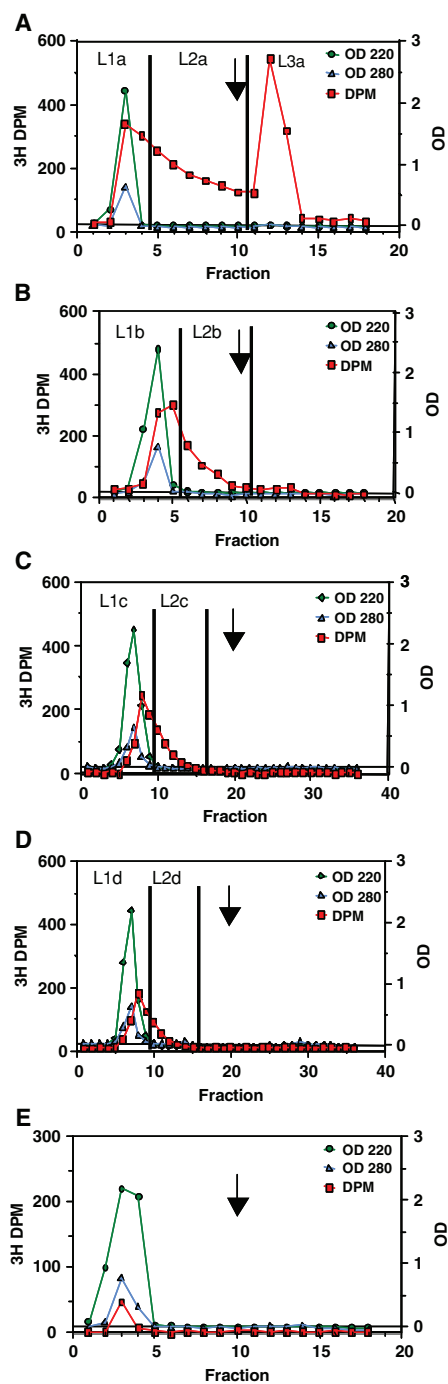 A
600
400
200
0
3H DPM
L1a
L2a
L3a
OD 220
OD 280
DPM
3
2
1
0
OD
0
5
10
15
20
Fraction
B
600
400
200
0
3H DPM
L1b
L2b
OD 220
OD 280
DPM
3
2
1
0
OD
0
5
10
15
20
Fraction
C
600
400
200
0
3H DPM
L1c
L2c
OD 220
OD 280
DPM
3
2
1
0
OD
0
10
20
30
40
Fraction
D
600
400
200
0
3H DPM
L1d
L2d
OD 220
OD 280
DPM
3
2
1
0
OD
0
10
20
30
40
Fraction
E
300
200
100
0
3H DPM
OD 220
OD 280
DPM
3
2
1
0
OD
0
5
10
15
20
Fraction